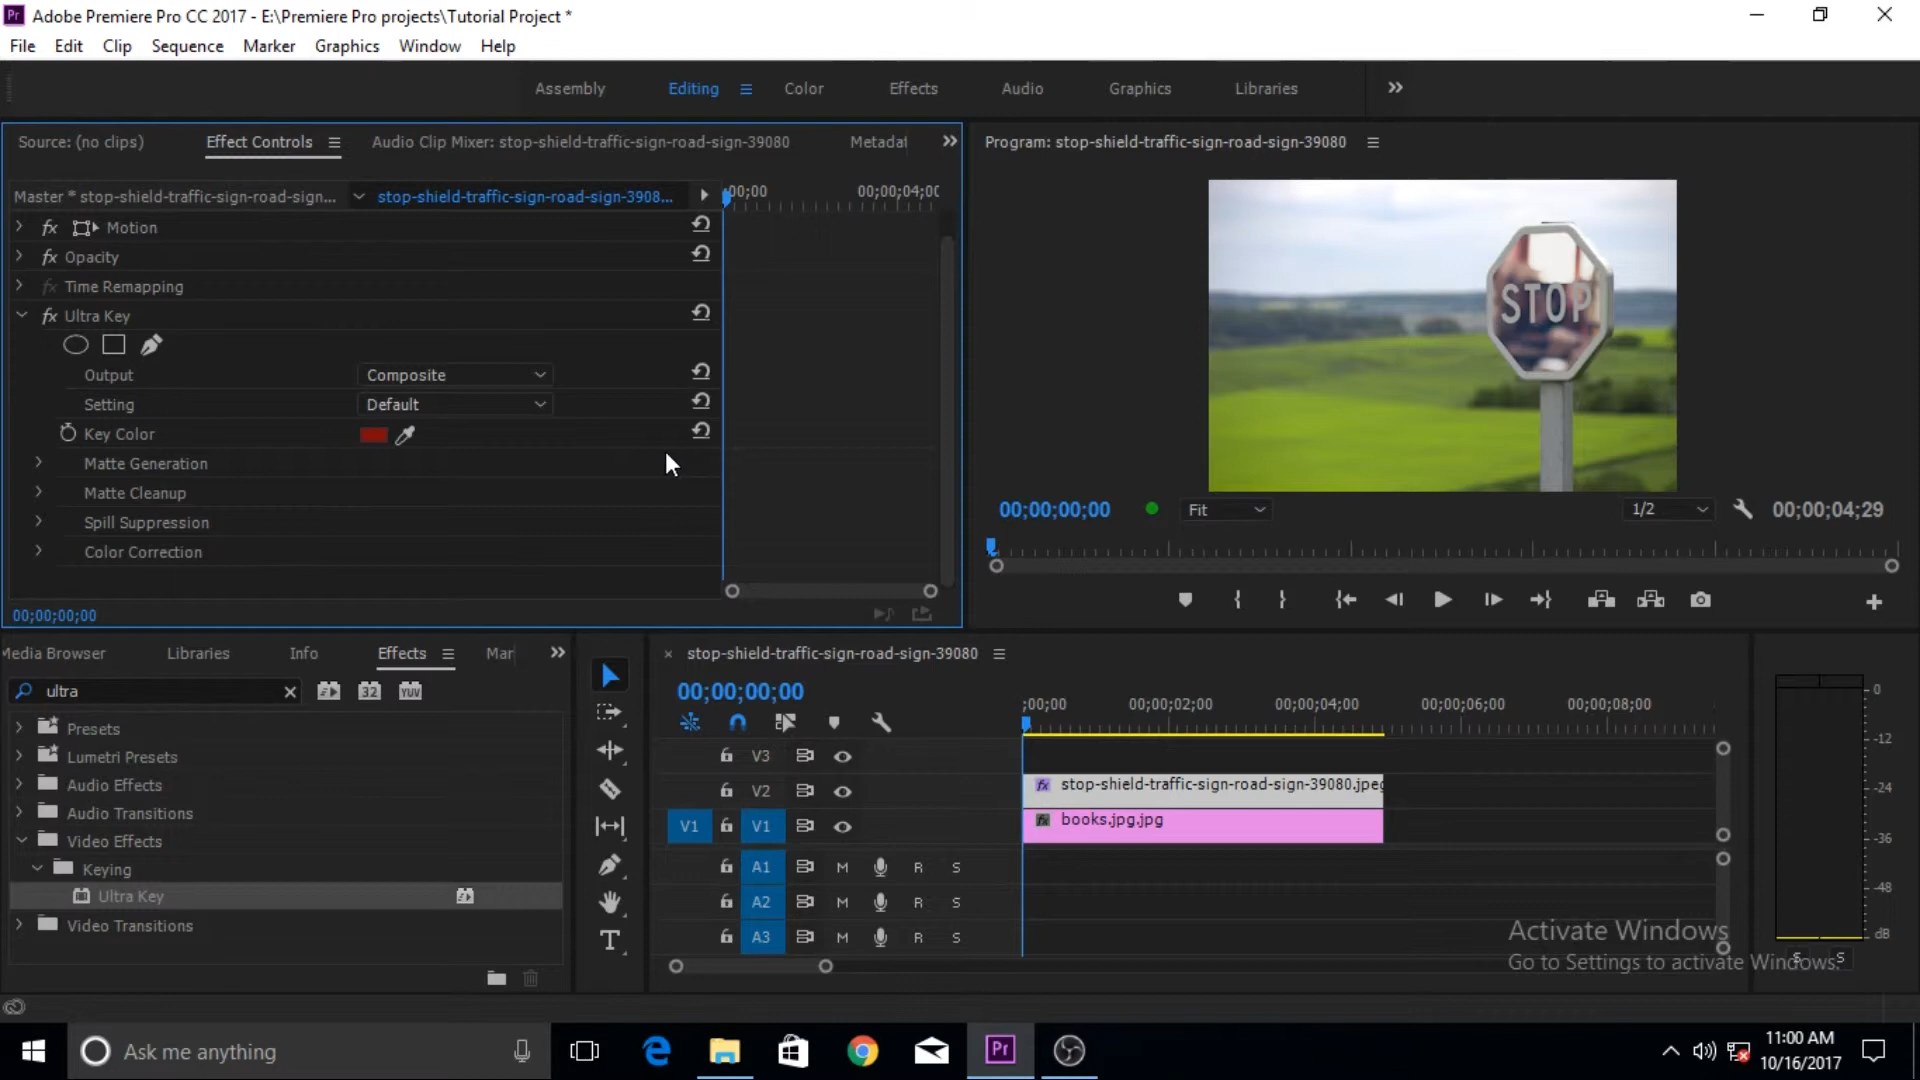 Pr Adobe Premiere Pro CC 2017 - E:\Premiere Pro projects\Tutorial Project *
File Edit Clip Sequence Marker Graphics Window Help
Assembly Editing Color Effects Audio Graphics Libraries
Source: (no clips) Effect Controls Audio Clip Mixer: stop-shield-traffic-sign-road-sign-39080 Metadat
Program: stop-shield-traffic-sign-road-sign-39080
Master * stop-shield-traffic-sign-road-sign... stop-shield-traffic-sign-road-sign-3908... ;00;00 00;00;04;00
fx Motion
fx Opacity
fx Time Remapping
fx Ultra Key
Output Composite
Setting Default
Key Color
Matte Generation
Matte Cleanup
Spill Suppression
Color Correction
00;00;00;00
STOP
00;00;00;00 Fit 1/2 00;00;04;29
Media Browser Libraries Info Effects Mar
ultra 32 YUV
Presets
Lumetri Presets
Audio Effects
Audio Transitions
Video Effects
Keying
Ultra Key
Video Transitions
stop-shield-traffic-sign-road-sign-39080
00;00;00;00
;00;00 00;00;02;00 00;00;04;00 00;00;06;00 00;00;08;00
V3
V2 fx stop-shield-traffic-sign-road-sign-39080.jpeg
V1 V1 fx books.jpg.jpg
A1 M R S
A2 M R S
A3 M R S
0
-12
-24
-36
-48
dB
S S
Activate Windows
Go to Settings to activate Windows.
Ask me anything
Pr
11:00 AM
10/16/2017